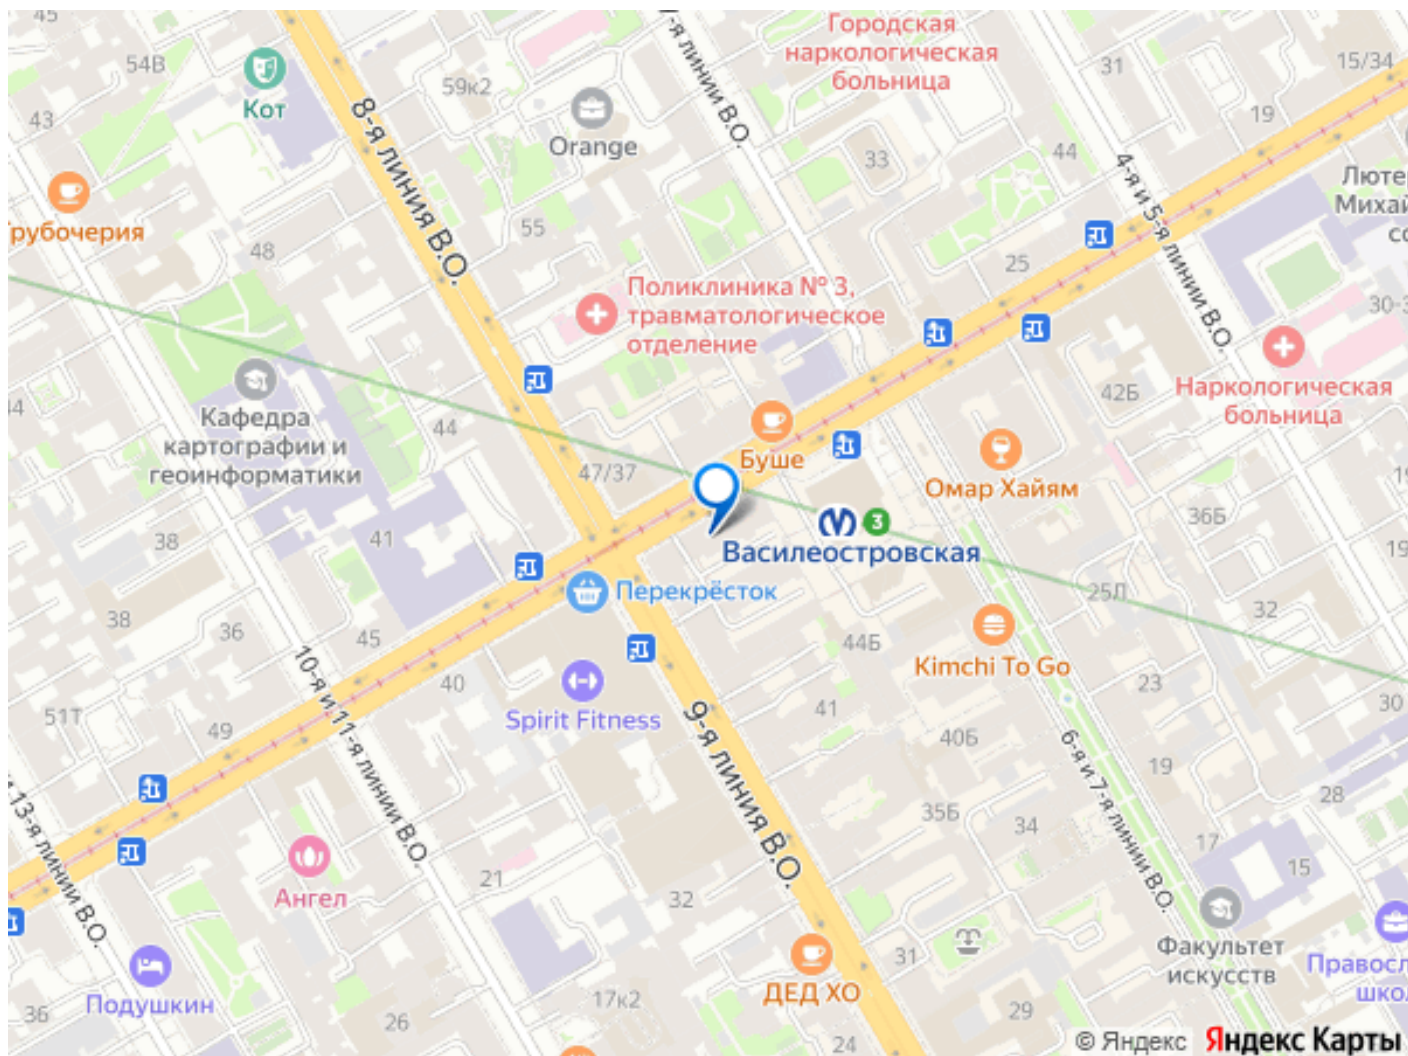 Городская
наркологическая
больница
-я линии В.О.
54В
59к2
31
15/34
Кот
43
8-я линия В.О.
Orange
19
33
44
4-я и 5-я линии В.О.
Люте
Михай
со
рубочерия
55
48
25
Поликлиника № 3,
травматологическое
отделение
30-3
Наркологическая
больница
42Б
Кафедра
картографии и
геоинформатики
44
44
47/37
Буше
Омар Хайям
19
36Б
3
Василеостровская
41
38
19
Перекрёсток
25Л
32
38
36
45
44Б
Kimchi To Go
10-я и 11-я линии В.О.
40
Spirit Fitness
23
30
51Т
49
9-я линия В.О.
41
40Б
6-я и 7-я линии В.О.
19
13-я линии В.О.
28
35Б
34
17
15
Ангел
21
32
Факультет
искусств
31
Правосл
шко
Подушкин
ДЕД ХО
17к2
36
26
29
24
© Яндекс Яндекс Карты